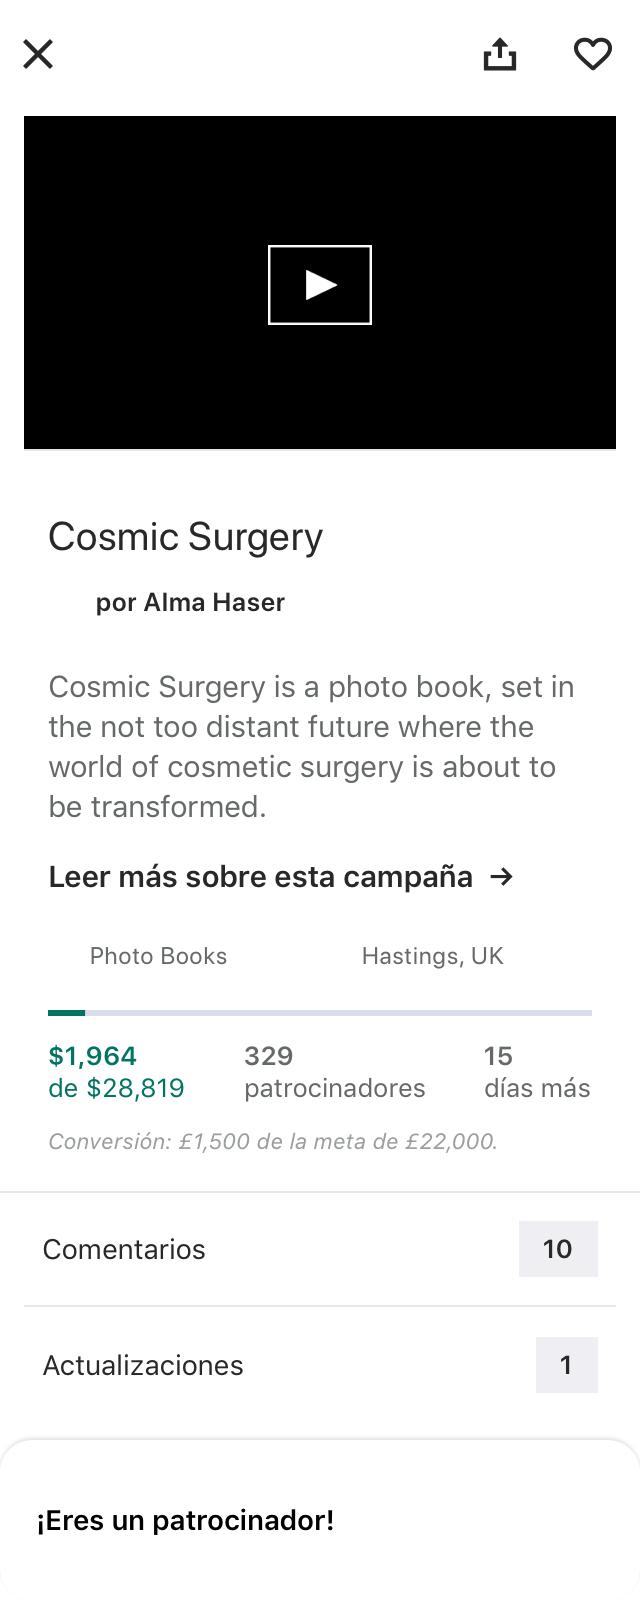 Cosmic Surgery
por Alma Haser
Cosmic Surgery is a photo book, set in
the not too distant future where the
world of cosmetic surgery is about to
be transformed.
Leer más sobre esta campaña →
Photo Books
Hastings, UK
$1,964
de $28,819
329
patrocinadores
15
días más
Conversión: £1,500 de la meta de £22,000.
Comentarios
10
Actualizaciones
1
¡Eres un patrocinador!